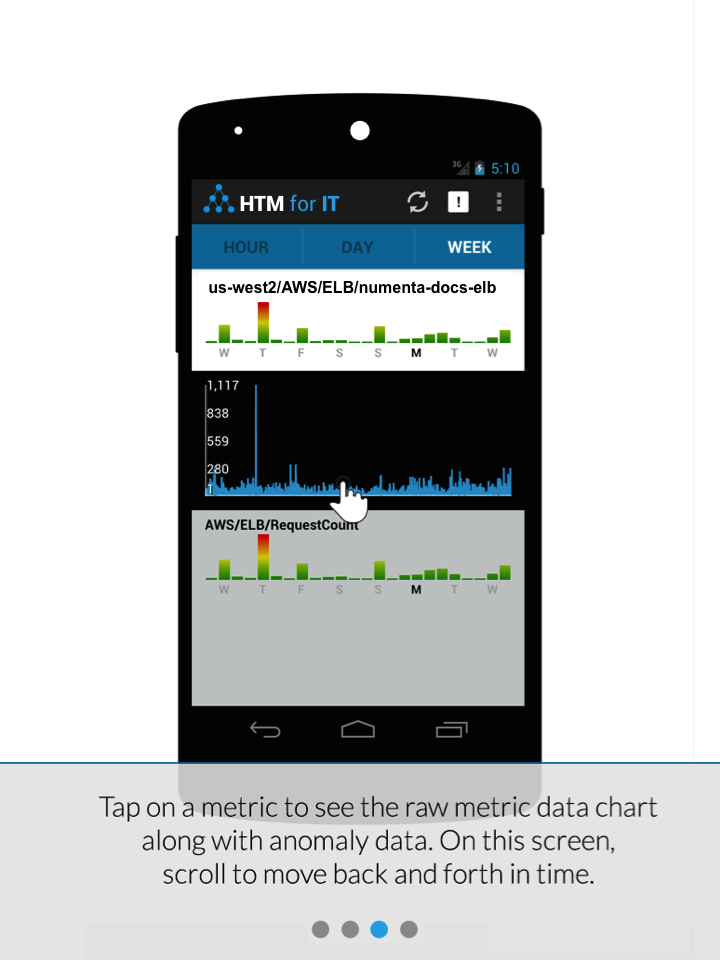 3G 5:10
HTM for IT
HOUR DAY WEEK
us-west2/AWS/ELB/numenta-docs-elb
W T F S S M T W
1,117
838
559
280
1
AWS/ELB/RequestCount
W T F S S M T W
Tap on a metric to see the raw metric data chart
along with anomaly data. On this screen,
scroll to move back and forth in time.